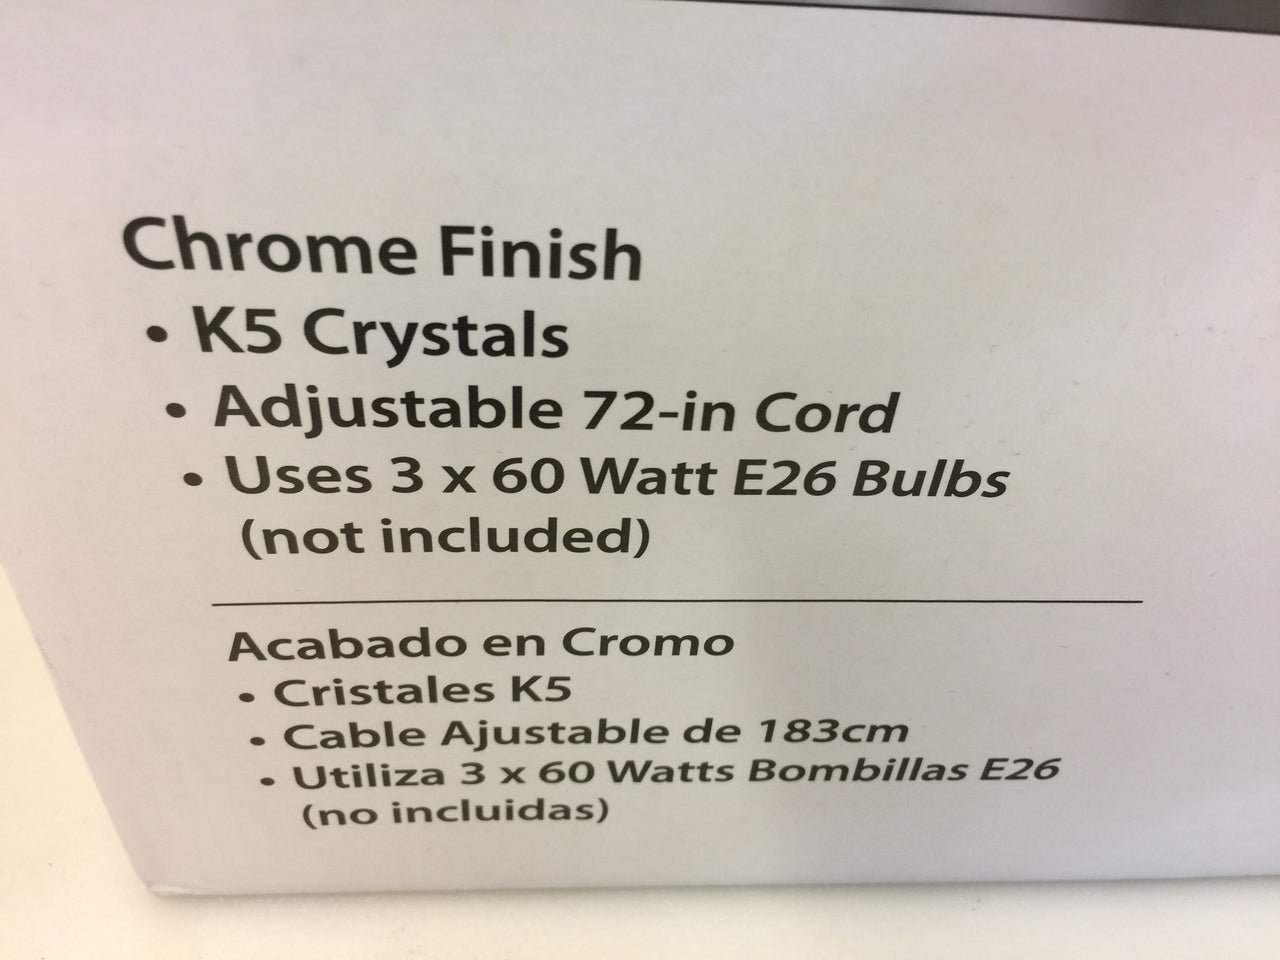 Chrome Finish
• K5 Crystals
• Adjustable 72-in Cord
• Uses 3 x 60 Watt E26 Bulbs
(not included)
Acabado en Cromo
• Cristales K5
• Cable Ajustable de 183cm
• Utiliza 3 x 60 Watts Bombillas E26
(no incluidas)